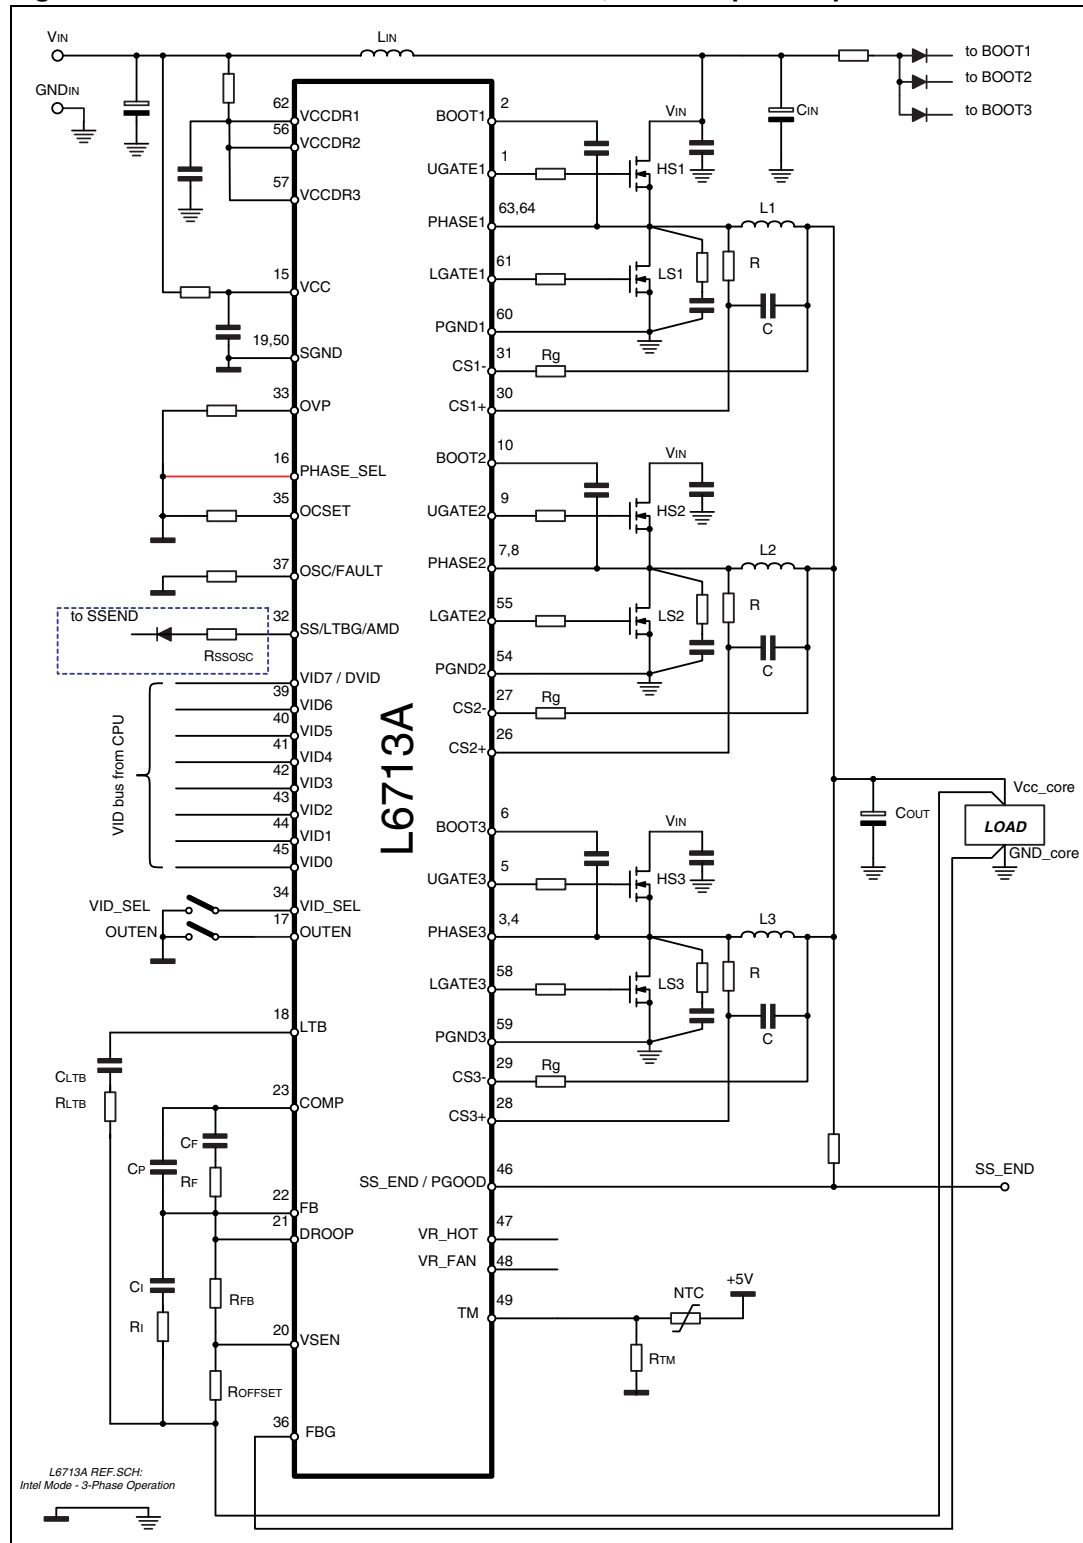 VIN
LIN
to BOOT1
to BOOT2
to BOOT3
GNDIN
CIN
62
VCCDR1
56
VCCDR2
57
VCCDR3
15
VCC
19,50
SGND
33
OVP
16
PHASE_SEL
35
OCSET
37
OSC/FAULT
to SSEND
RSSOSC
32
SS/LTBG/AMD
VID bus from CPU
VID7 / DVID
39
VID6
40
VID5
41
VID4
42
VID3
43
VID2
44
VID1
45
VID0
VID_SEL
34
VID_SEL
OUTEN
17
OUTEN
18
LTB
CLTB
RLTB
23
COMP
CF
CP
RF
22
FB
21
DROOP
CI
RFB
RI
20
VSEN
ROFFSET
36
FBG
L6713A
BOOT1
2
VIN
UGATE1
1
HS1
PHASE1
63,64
L1
LGATE1
61
LS1
R
C
PGND1
60
CS1-
31
Rg
CS1+
30
BOOT2
10
VIN
UGATE2
9
HS2
PHASE2
7,8
L2
LGATE2
55
LS2
R
C
PGND2
54
CS2-
27
Rg
CS2+
26
BOOT3
6
VIN
UGATE3
5
HS3
PHASE3
3,4
L3
LGATE3
58
LS3
R
C
PGND3
59
CS3-
29
Rg
CS3+
28
COUT
Vcc_core
LOAD
GND_core
SS_END / PGOOD
46
SS_END
VR_HOT
47
VR_FAN
48
TM
49
NTC
+5V
RTM
L6713A REF.SCH:
Intel Mode - 3-Phase Operation